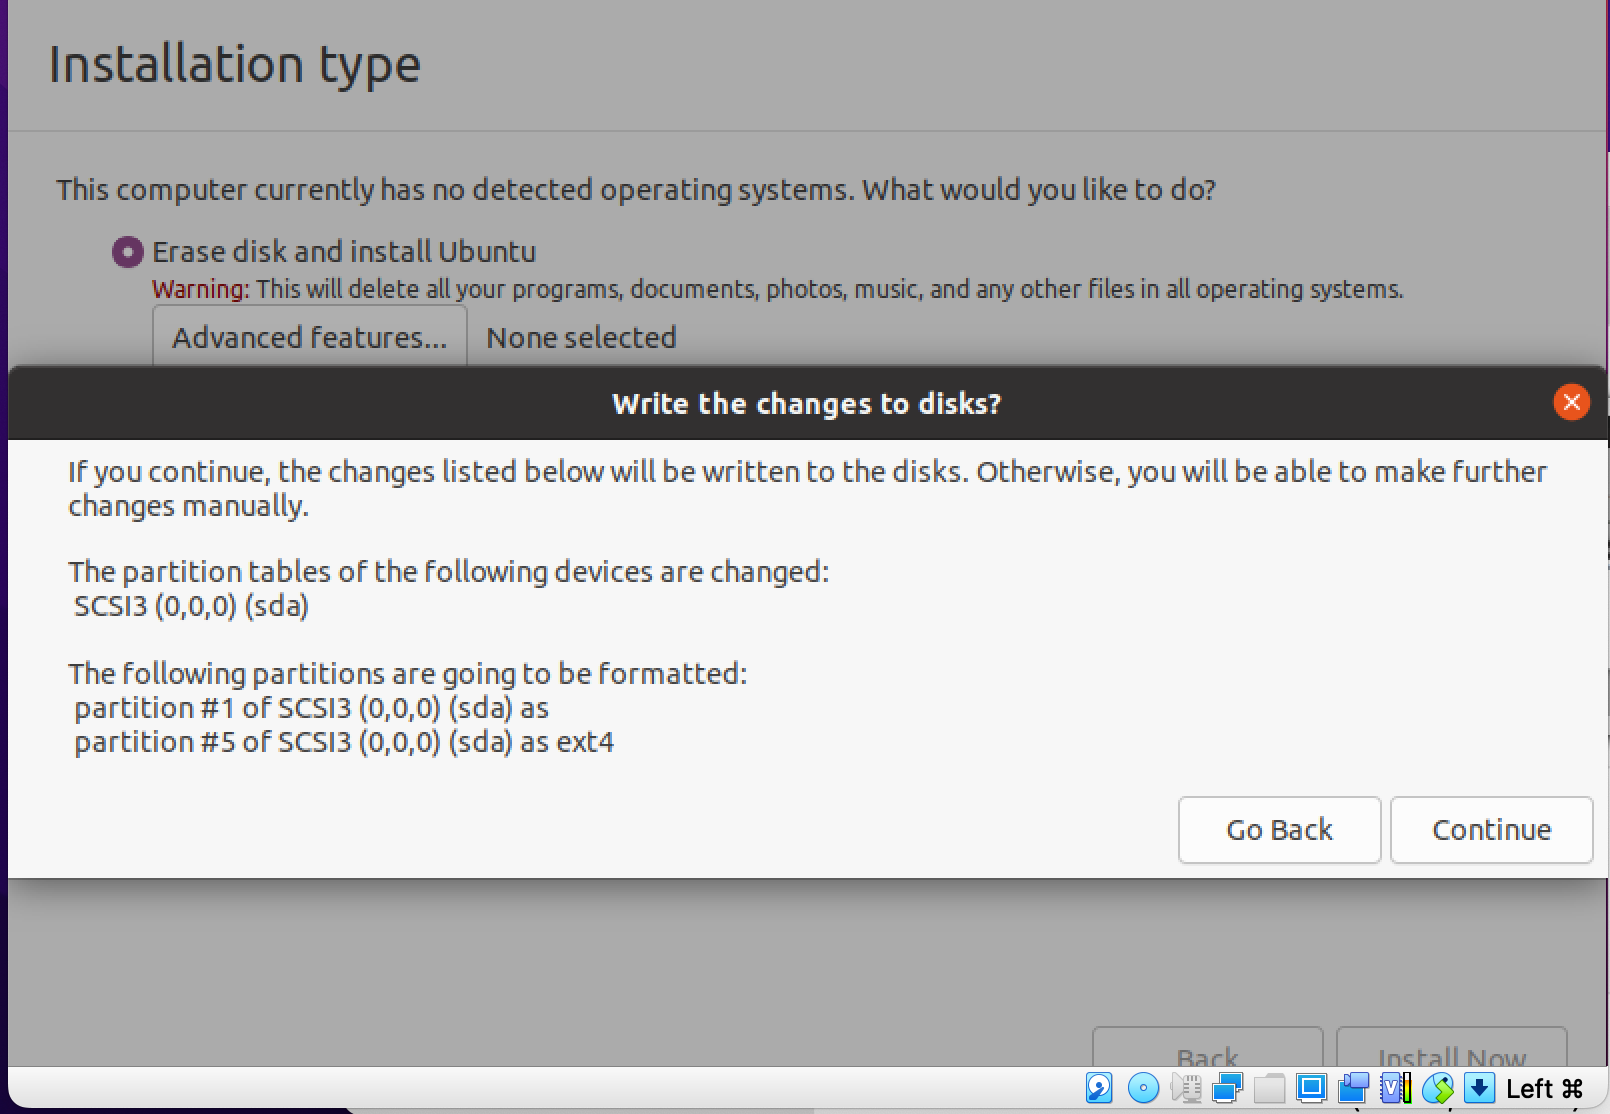 Installation type
This computer currently has no detected operating systems. What would you like to do?
Erase disk and install Ubuntu
Warning: This will delete all your programs, documents, photos, music, and any other files in all operating systems.
Advanced features... None selected
Write the changes to disks?
If you continue, the changes listed below will be written to the disks. Otherwise, you will be able to make further
changes manually.
The partition tables of the following devices are changed:
SCSI3 (0,0,0) (sda)
The following partitions are going to be formatted:
partition #1 of SCSI3 (0,0,0) (sda) as
partition #5 of SCSI3 (0,0,0) (sda) as ext4
Go Back Continue
Back Install Now
Left ⌘